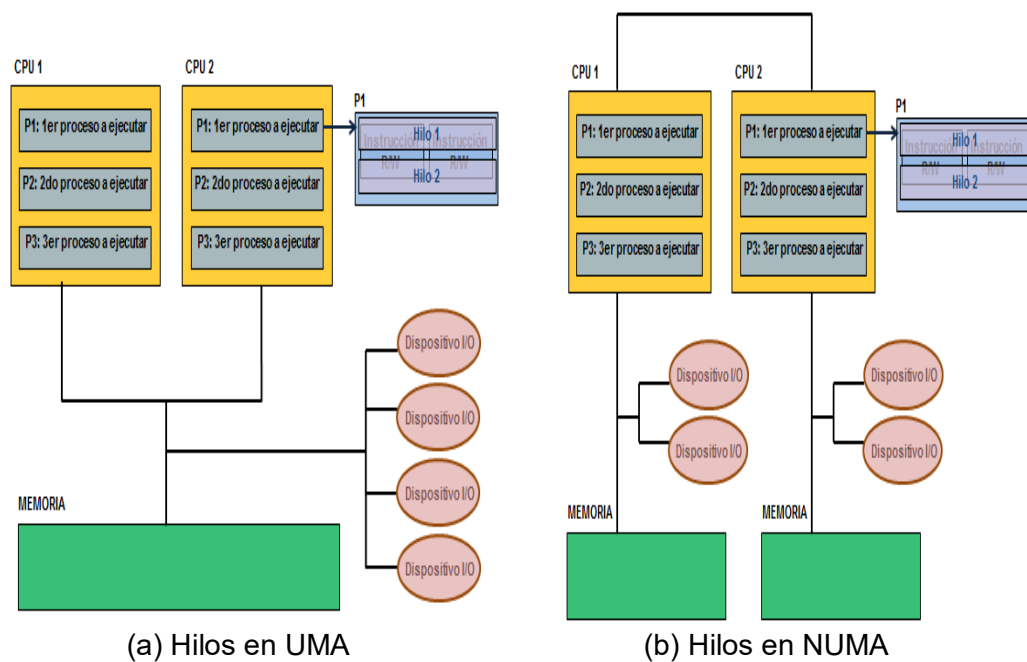 CPU 1
CPU 2
P1: 1er proceso a ejecutar
P2: 2do proceso a ejecutar
P3: 3er proceso a ejecutar
P1: 1er proceso a ejecutar
P2: 2do proceso a ejecutar
P3: 3er proceso a ejecutar
P1
Hilo 1
Instrucción Instrucción
R/W R/W
Hilo 2
Dispositivo I/O
Dispositivo I/O
Dispositivo I/O
Dispositivo I/O
MEMORIA
(a) Hilos en UMA
CPU 1
CPU 2
P1: 1er proceso a ejecutar
P2: 2do proceso a ejecutar
P3: 3er proceso a ejecutar
P1: 1er proceso a ejecutar
P2: 2do proceso a ejecutar
P3: 3er proceso a ejecutar
P1
Hilo 1
Instrucción Instrucción
R/W R/W
Hilo 2
Dispositivo I/O
Dispositivo I/O
Dispositivo I/O
Dispositivo I/O
MEMORIA
MEMORIA
(b) Hilos en NUMA